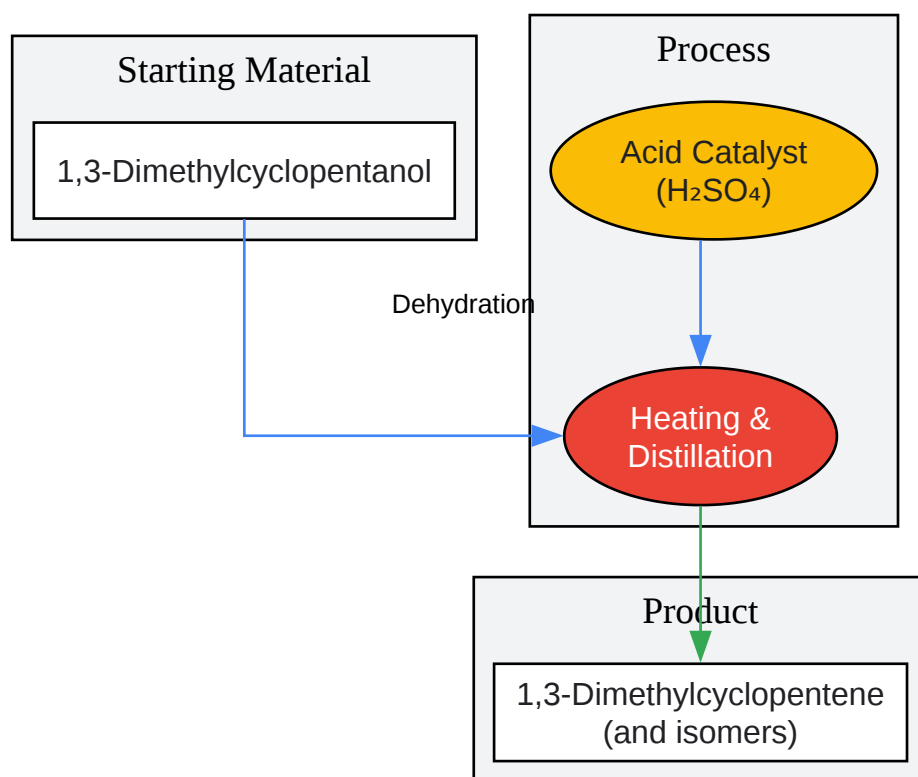 Starting Material
1,3-Dimethylcyclopentanol
Process
Acid Catalyst
(H₂SO₄)
Dehydration
Heating &
Distillation
Product
1,3-Dimethylcyclopentene
(and isomers)